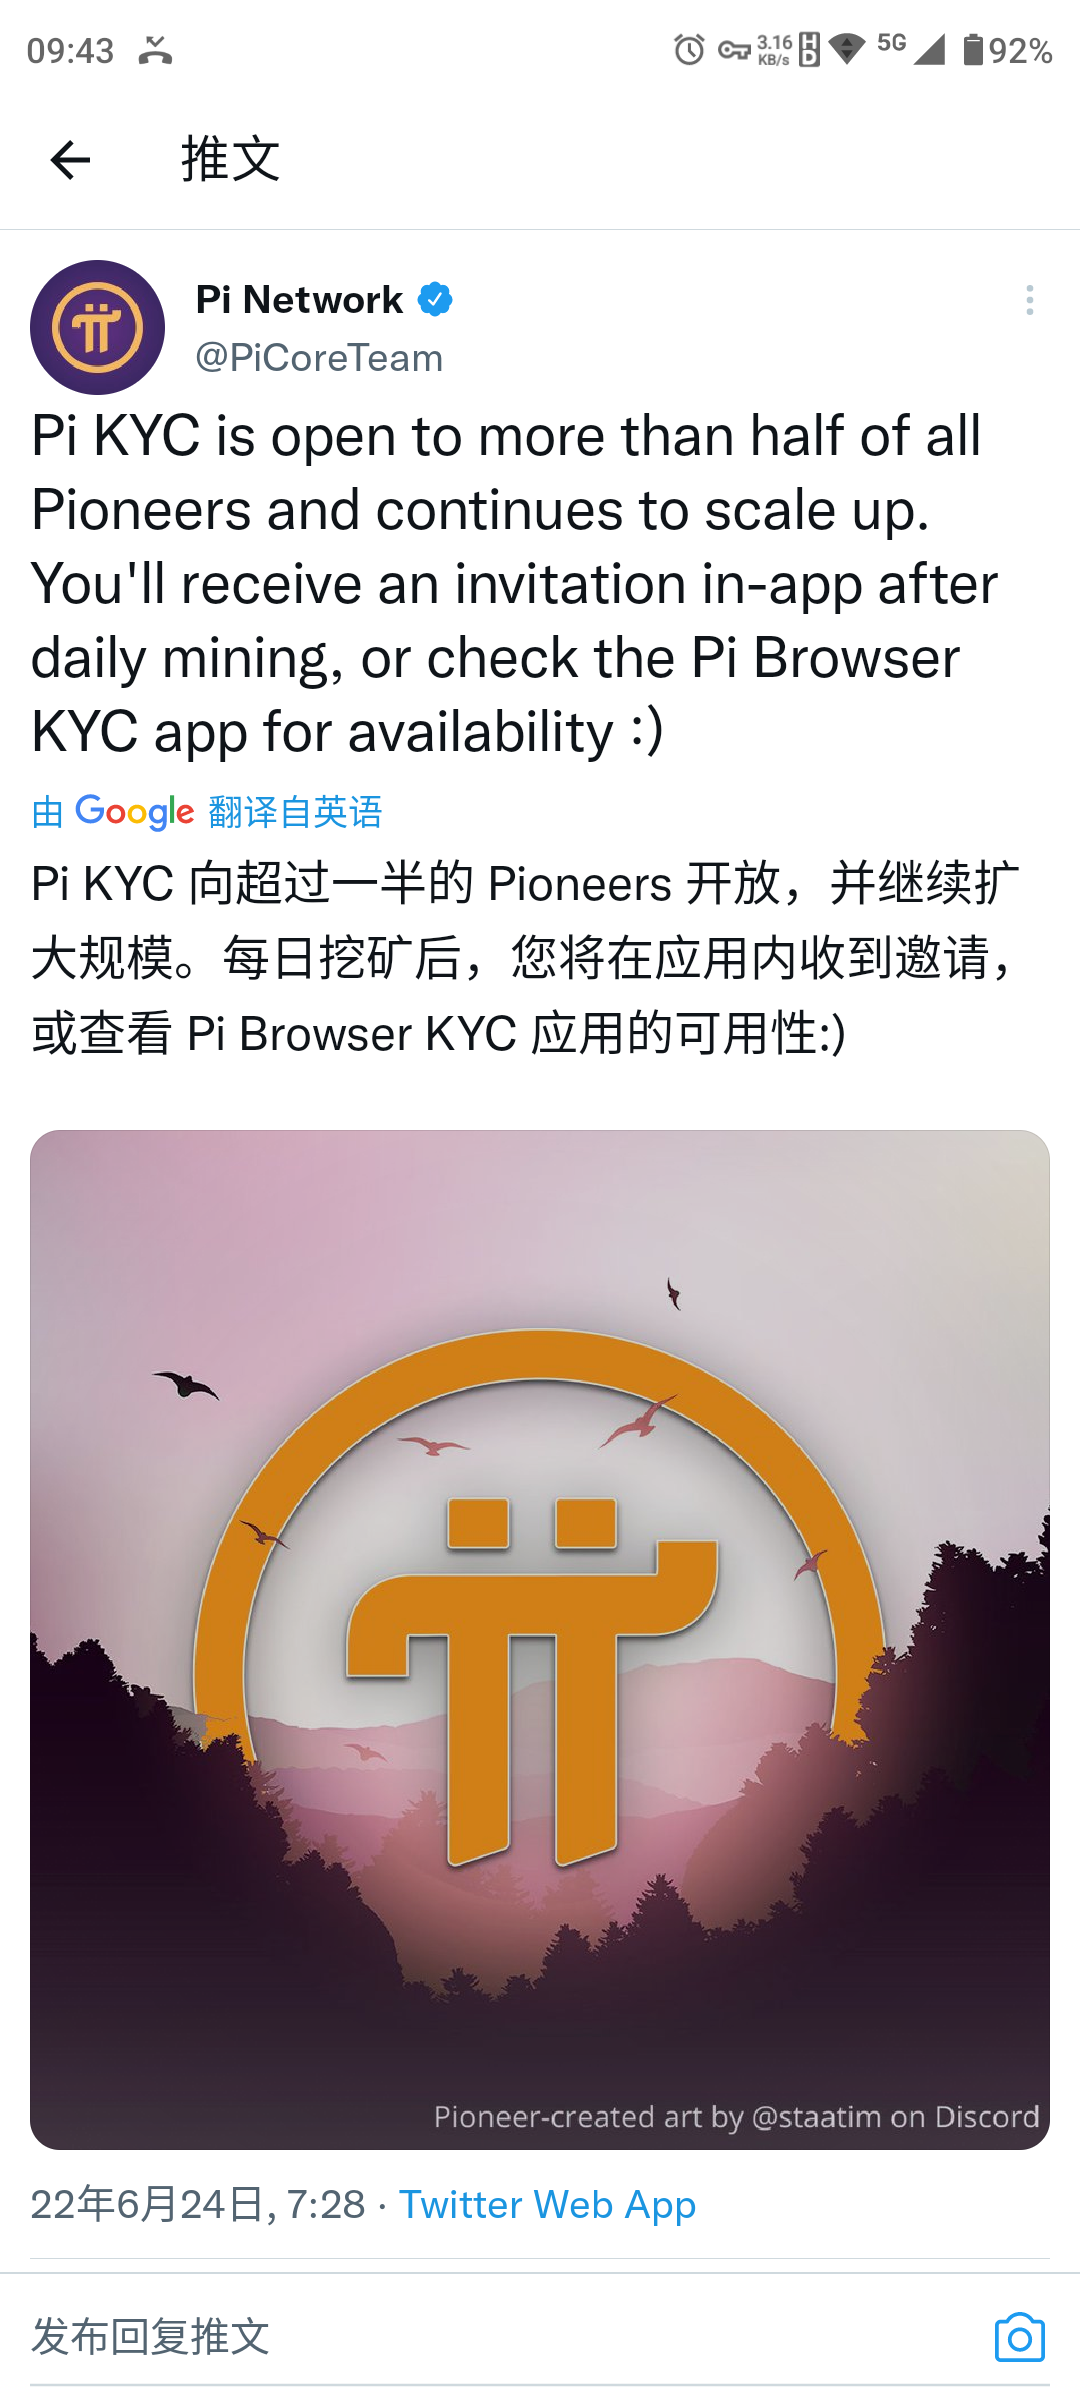 09:43
3.16 KB/s HD 5G 92%
推文
Pi Network
@PiCoreTeam
Pi KYC is open to more than half of all
Pioneers and continues to scale up.
You'll receive an invitation in-app after
daily mining, or check the Pi Browser
KYC app for availability :)
由 Google 翻译自英语
Pi KYC 向超过一半的 Pioneers 开放，并继续扩
大规模。每日挖矿后，您将在应用内收到邀请，
或查看 Pi Browser KYC 应用的可用性:)
Pioneer-created art by @staatim on Discord
22年6月24日, 7:28 · Twitter Web App
发布回复推文